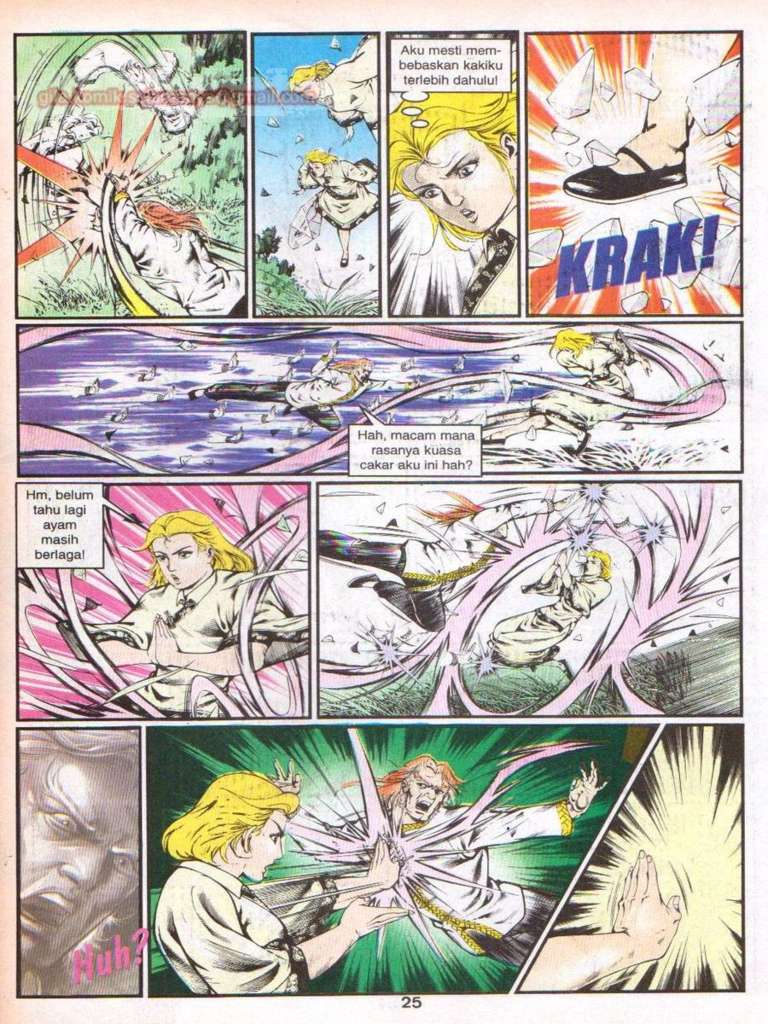 Aku mesti mem-
bebaskan kakiku
terlebih dahulu!
KRAK!
Hah, macam mana
rasanya kuasa
cakar aku ini hah?
Hm, belum
tahu lagi
ayam
masih
berlaga!
Huh?
25